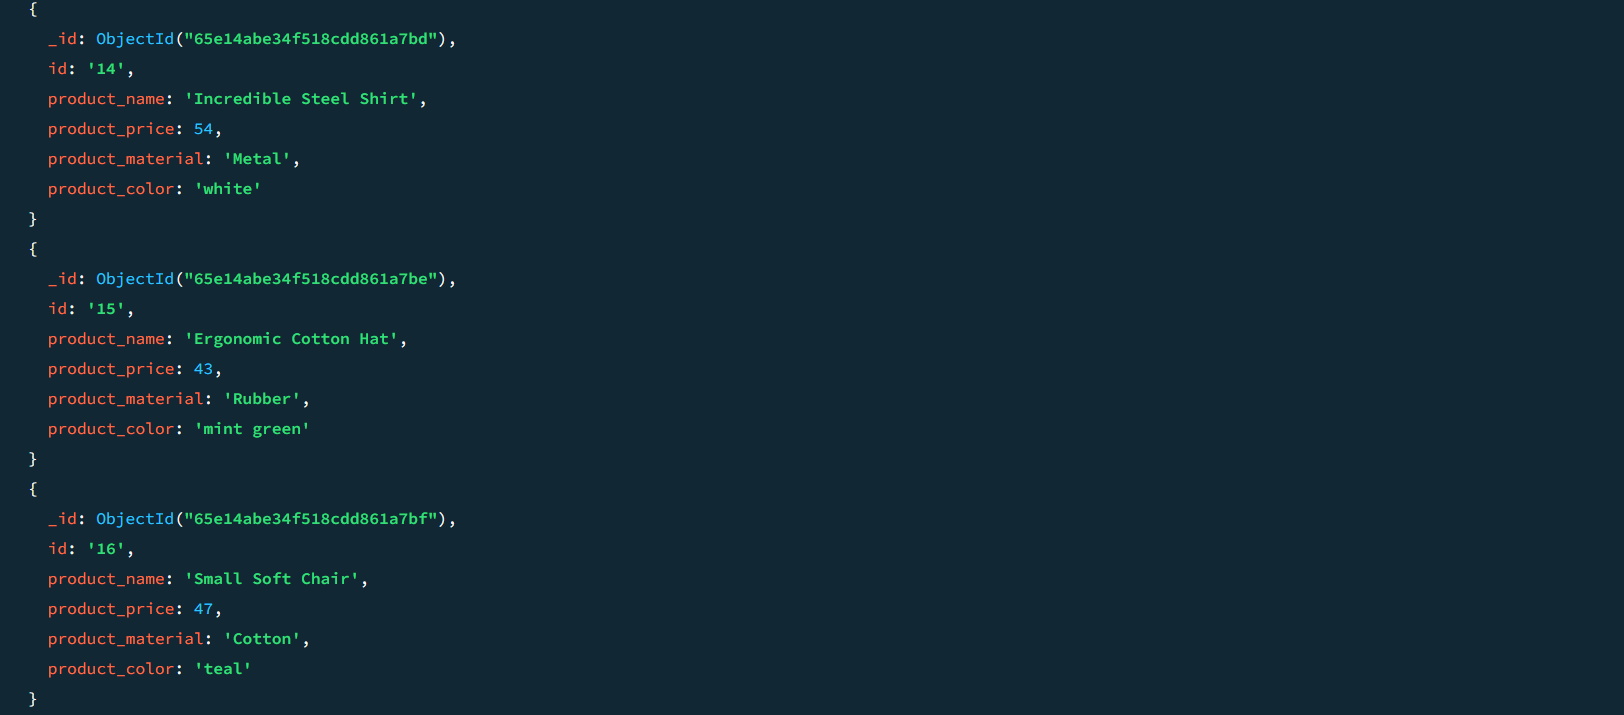 {
_id: ObjectId("65e14abe34f518cdd861a7bd"),
id: '14',
product_name: 'Incredible Steel Shirt',
product_price: 54,
product_material: 'Metal',
product_color: 'white'
}
{
_id: ObjectId("65e14abe34f518cdd861a7be"),
id: '15',
product_name: 'Ergonomic Cotton Hat',
product_price: 43,
product_material: 'Rubber',
product_color: 'mint green'
}
{
_id: ObjectId("65e14abe34f518cdd861a7bf"),
id: '16',
product_name: 'Small Soft Chair',
product_price: 47,
product_material: 'Cotton',
product_color: 'teal'
}